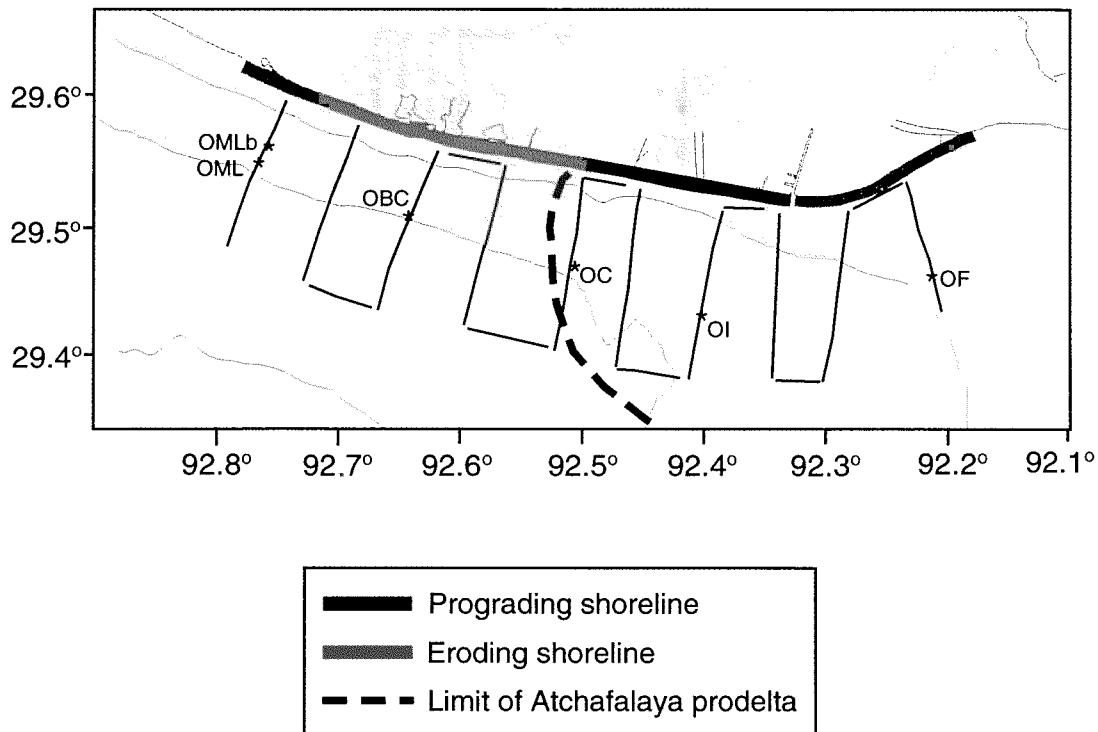 29.6°
OMLb
OML
OBC
29.5°
OC
OF
OI
29.4°
92.8° 92.7° 92.6° 92.5° 92.4° 92.3° 92.2° 92.1°
Prograding shoreline
Eroding shoreline
Limit of Atchafalaya prodelta